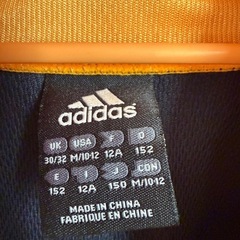 adidas
UK USA F D
30/32 M/10-12 12A 152
E I J CDN
152 12A 150 M/10-12
MADE IN CHINA
FABRIQUE EN CHINE